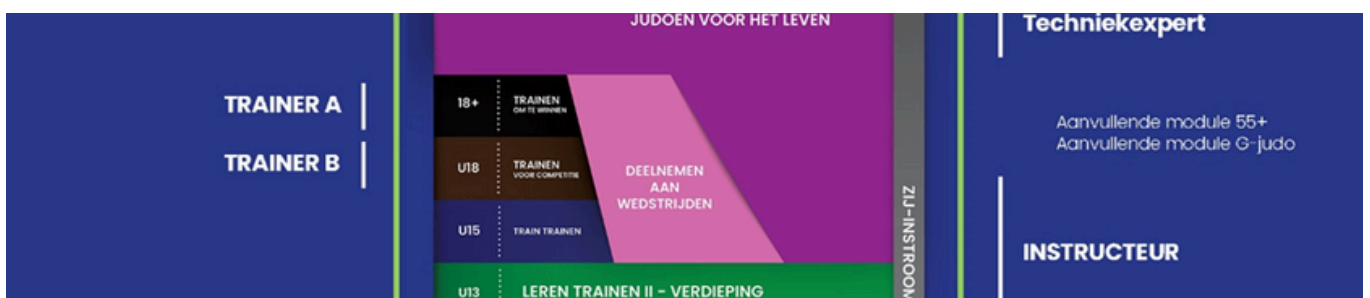 JUDOEN VOOR HET LEVEN
Techniekexpert
TRAINER A
18+
TRAINEN
OM TE WINNEN
Aanvullende module 55+
Aanvullende module G-judo
TRAINER B
U18
TRAINEN
VOOR COMPETITIE
DEELNEMEN
AAN
WEDSTRIJDEN
U15
TRAIN TRAINEN
ZIJ-INSTROOM
INSTRUCTEUR
U13
LEREN TRAINEN II - VERDIEPING